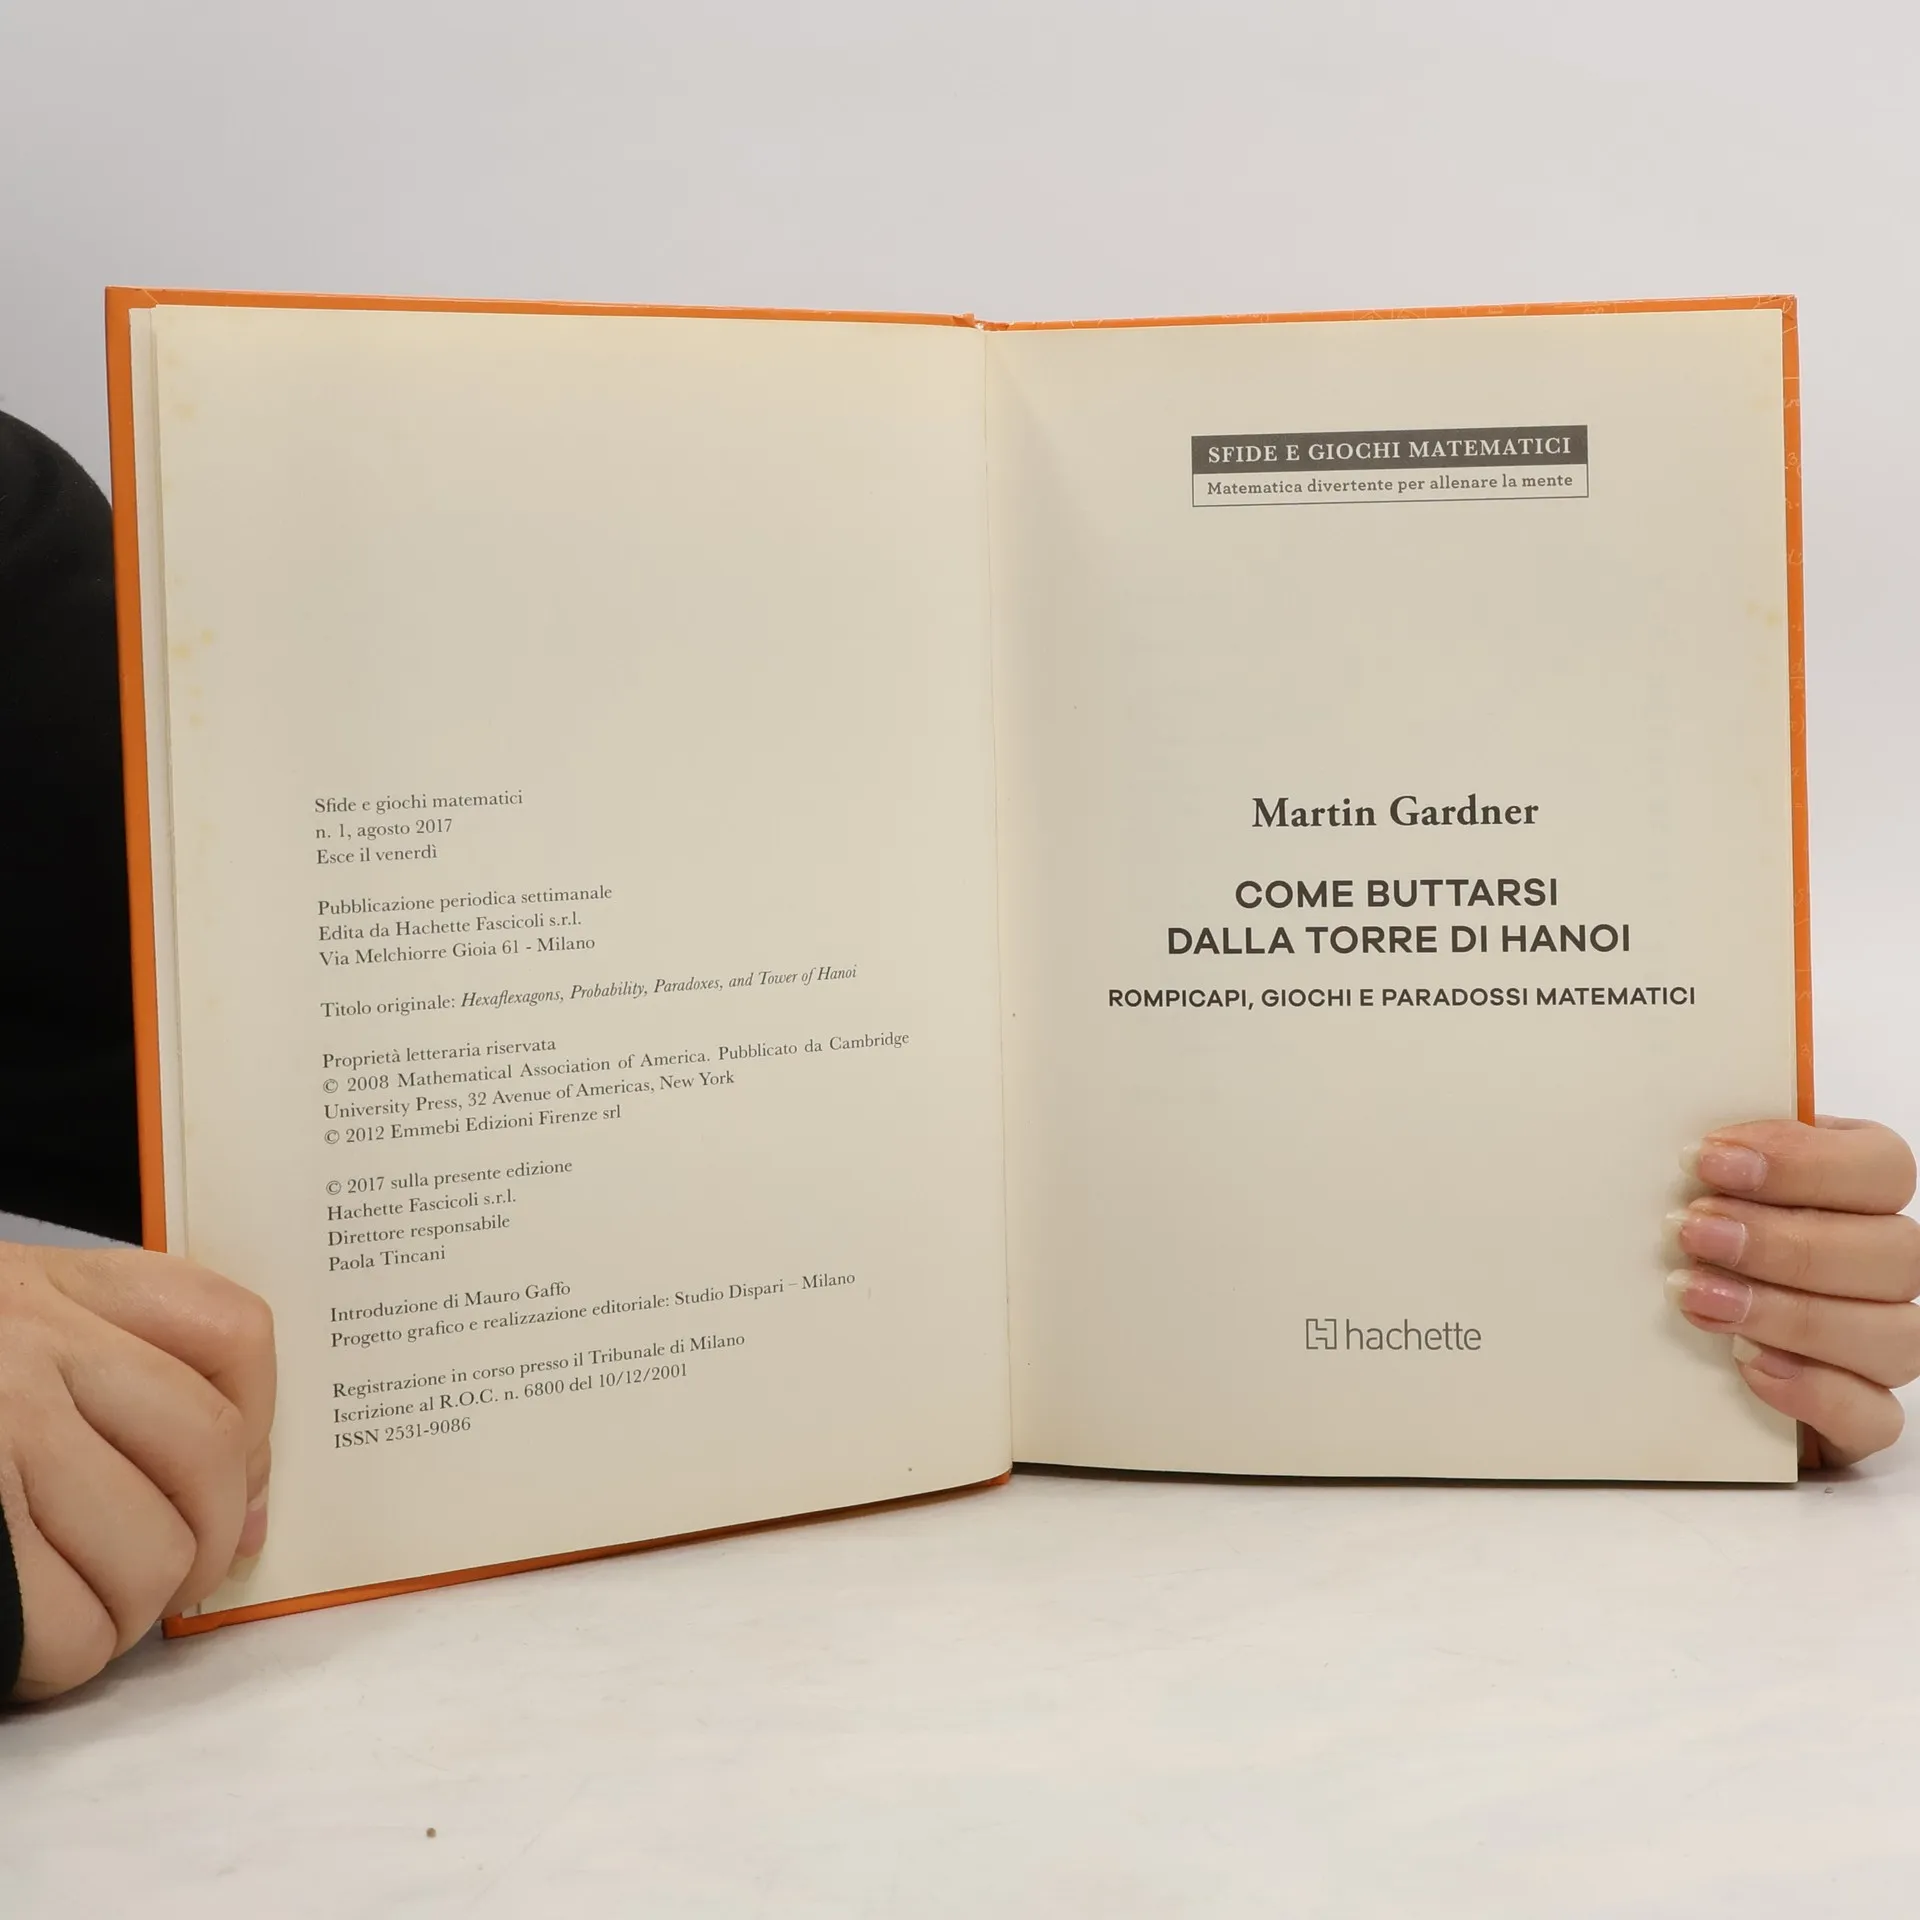 Sfide e giochi matematici
n. 1, agosto 2017
Esce il venerdì
Pubblicazione periodica settimanale
Edita da Hachette Fascicoli s.r.l.
Via Melchiorre Gioia 61 - Milano
Titolo originale: Hexaflexagons, Probability, Paradoxes, and Tower of Hanoi
Proprietà letteraria riservata
© 2008 Mathematical Association of America. Pubblicato da Cambridge
University Press, 32 Avenue of Americas, New York
© 2012 Emmebi Edizioni Firenze srl
© 2017 sulla presente edizione
Hachette Fascicoli s.r.l.
Direttore responsabile
Paola Tincani
Introduzione di Mauro Gaffo
Progetto grafico e realizzazione editoriale: Studio Dispari – Milano
Registrazione in corso presso il Tribunale di Milano
Iscrizione al R.O.C. n. 6800 del 10/12/2001
ISSN 2531-9086
SFIDE E GIOCHI MATEMATICI
Matematica divertente per allenare la mente
Martin Gardner
COME BUTTARSI
DALLA TORRE DI HANOI
ROMPICAPI, GIOCHI E PARADOSSI MATEMATICI
hachette